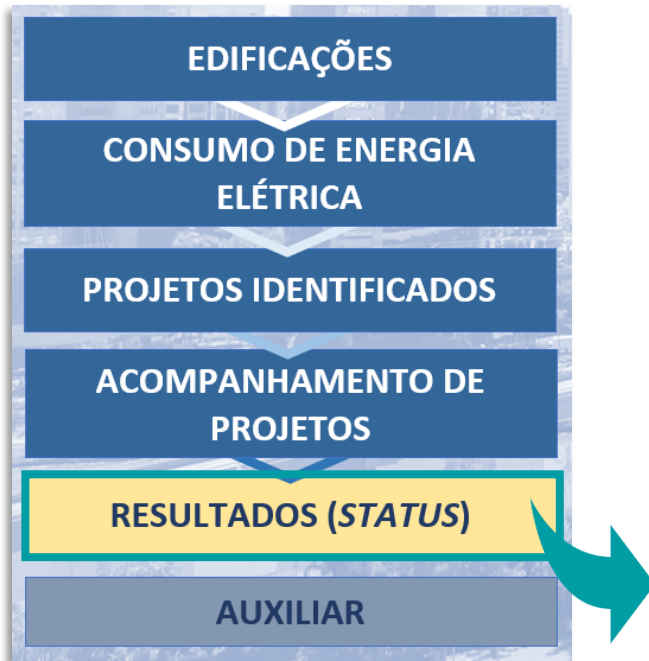 EDIFICAÇÕES
CONSUMO DE ENERGIA
ELÉTRICA
PROJETOS IDENTIFICADOS
ACOMPANHAMENTO DE
PROJETOS
RESULTADOS (STATUS)
AUXILIAR